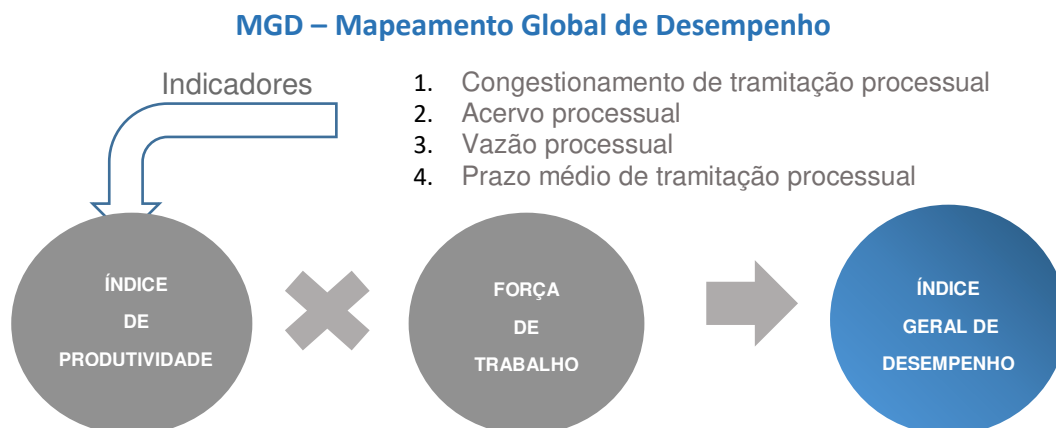 MGD – Mapeamento Global de Desempenho
Indicadores
1. Congestionamento de tramitação processual
2. Acervo processual
3. Vazão processual
4. Prazo médio de tramitação processual
ÍNDICE
DE
PRODUTIVIDADE
FORÇA
DE
TRABALHO
ÍNDICE
GERAL DE
DESEMPENHO